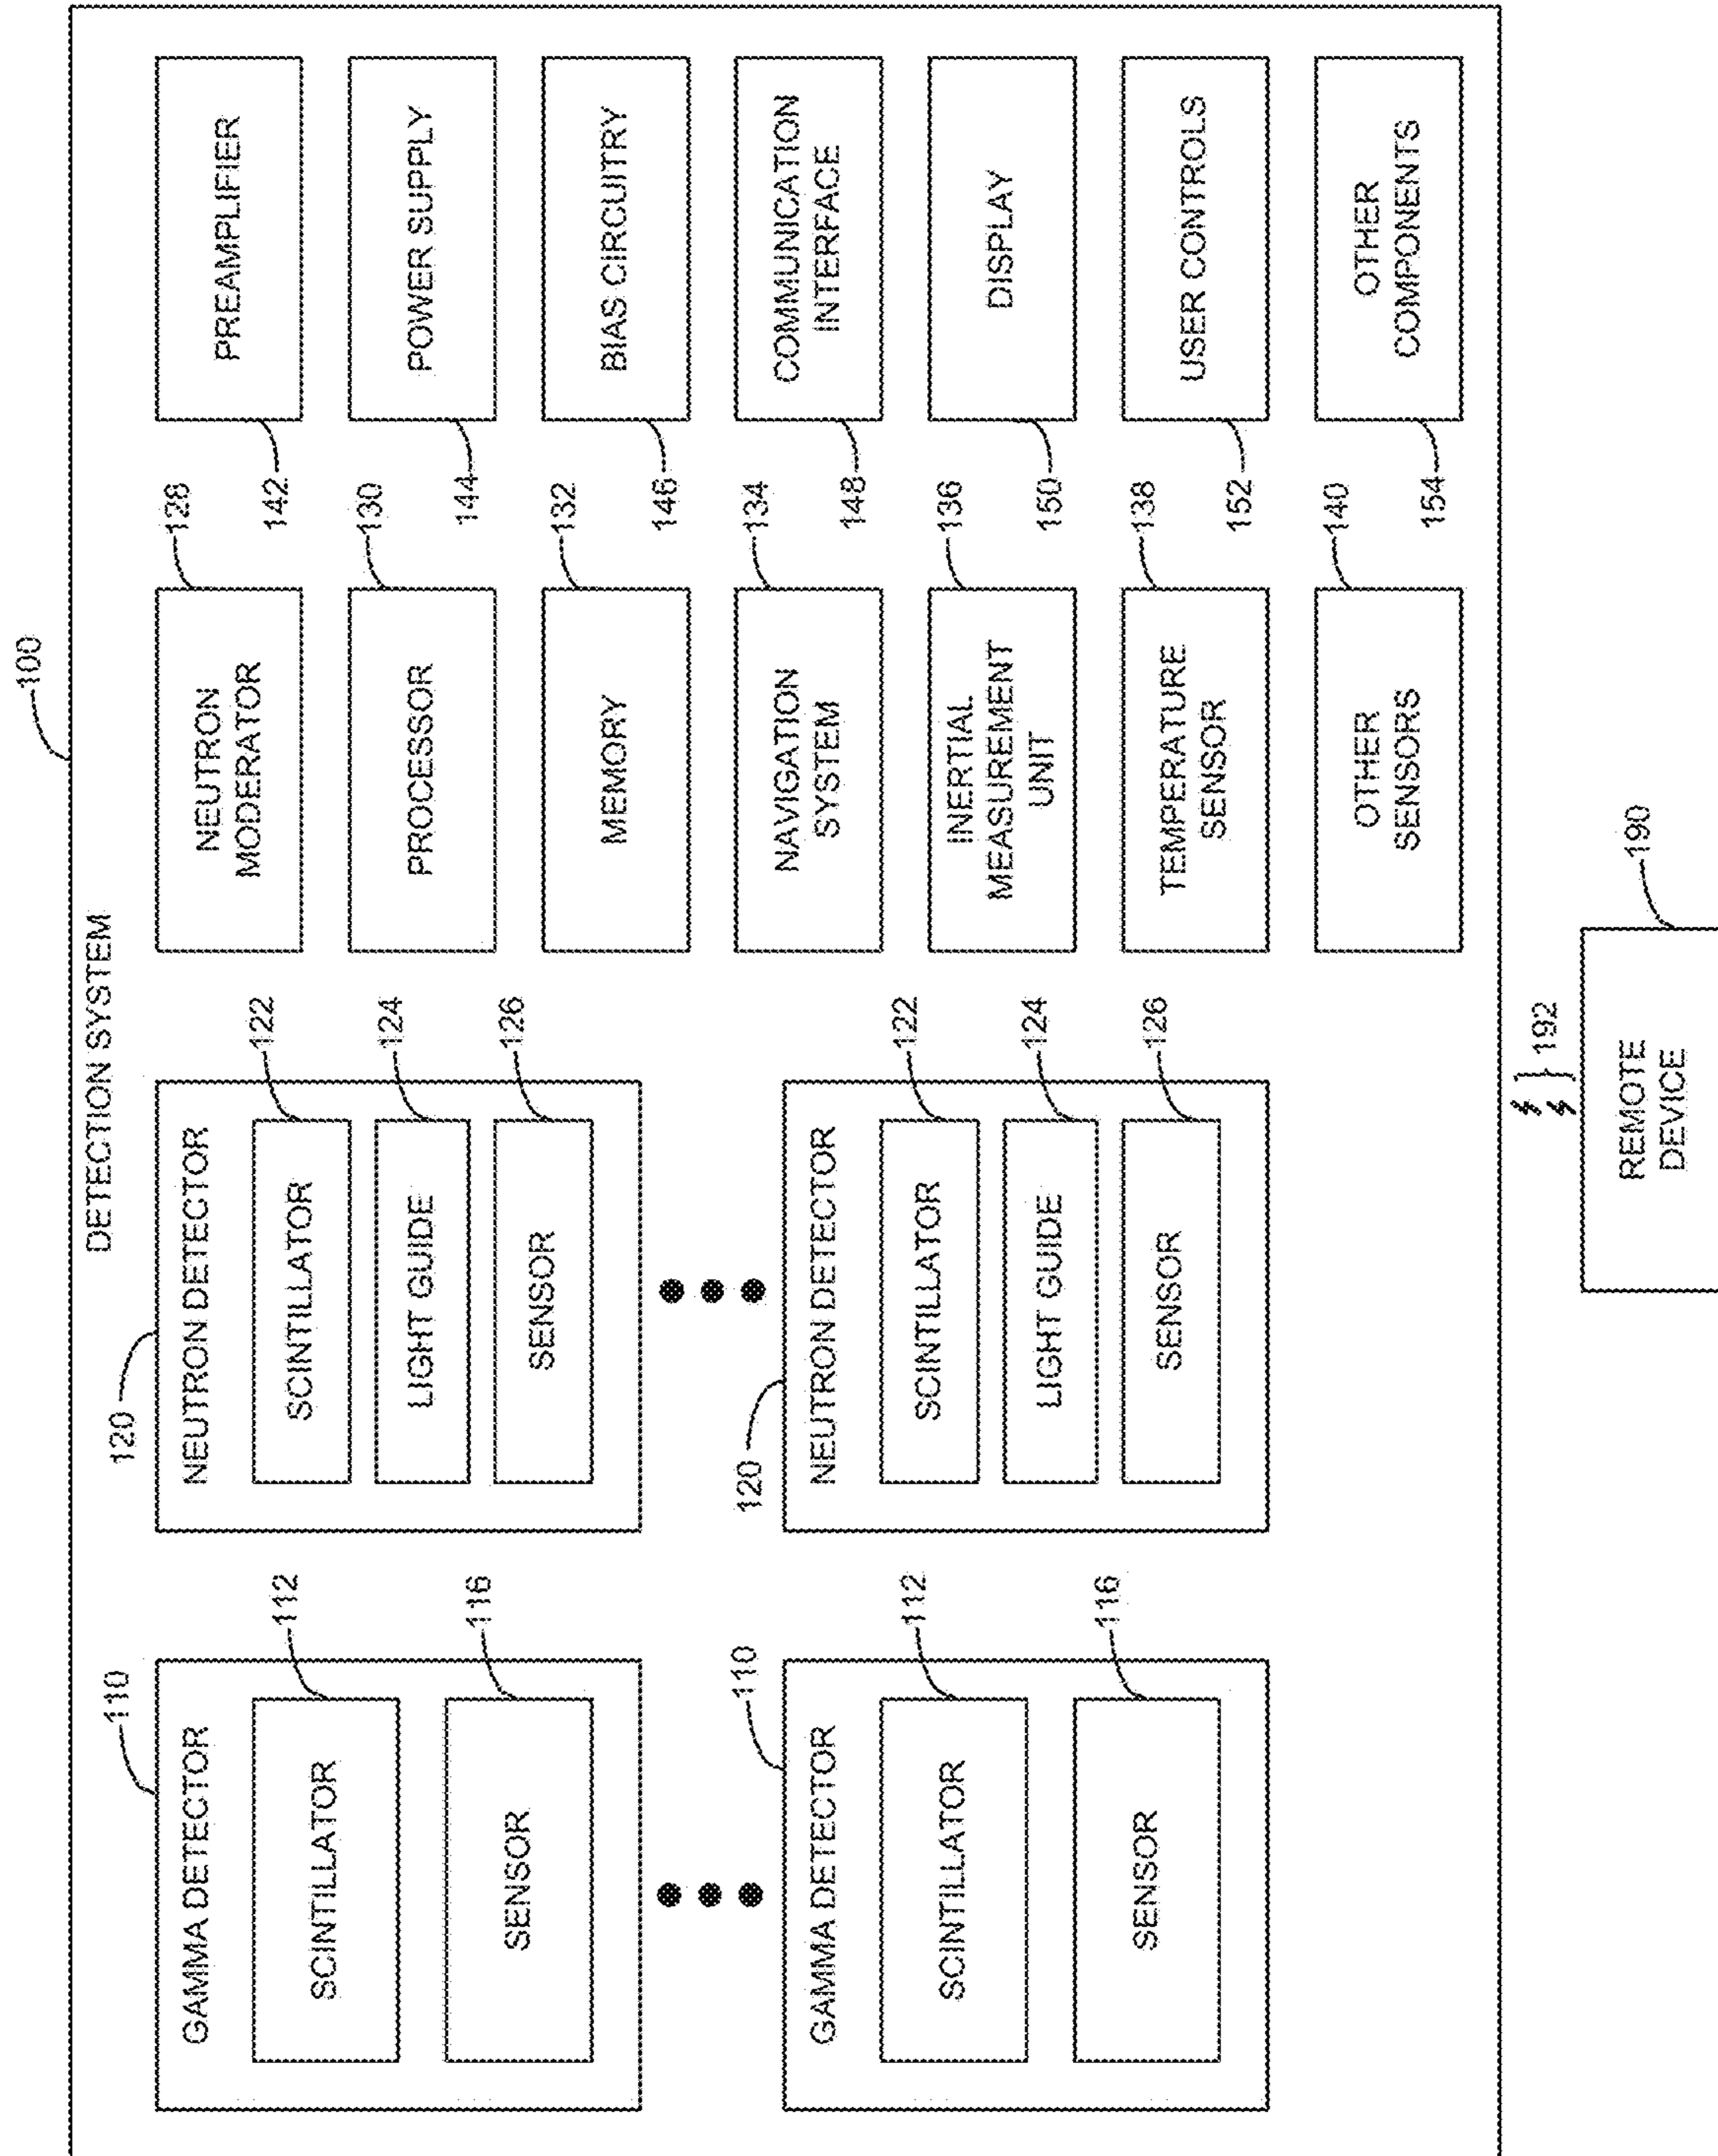 100
DETECTION SYSTEM
110
GAMMA DETECTOR
SCINTILLATOR
112
SENSOR
116
110
GAMMA DETECTOR
SCINTILLATOR
112
SENSOR
116
120
NEUTRON DETECTOR
SCINTILLATOR
122
LIGHT GUIDE
124
SENSOR
126
120
NEUTRON DETECTOR
SCINTILLATOR
122
LIGHT GUIDE
124
SENSOR
126
NEUTRON
MODERATOR
128
PROCESSOR
130
MEMORY
132
NAVIGATION
SYSTEM
134
INERTIAL
MEASUREMENT
UNIT
136
TEMPERATURE
SENSOR
138
OTHER
SENSORS
140
PREAMPLIFIER
142
POWER SUPPLY
144
BIAS CIRCUITRY
146
COMMUNICATION
INTERFACE
148
DISPLAY
150
USER CONTROLS
152
OTHER
COMPONENTS
154
} 192
REMOTE
DEVICE
190